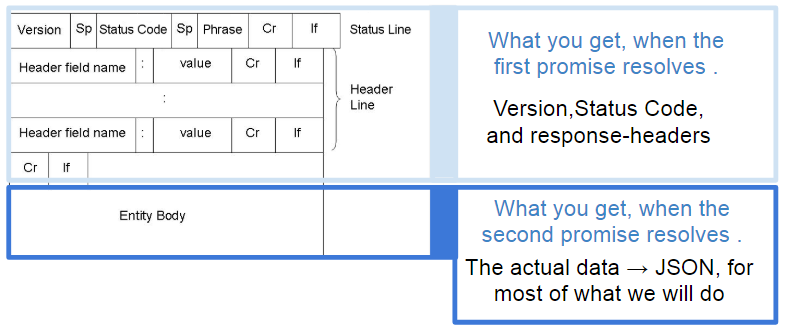 Version Sp Status Code Sp Phrase Cr lf Status Line
Header field name : value Cr lf
:
Header Line
Header field name : value Cr lf
Cr lf
Entity Body
What you get, when the
first promise resolves .
Version,Status Code,
and response-headers
What you get, when the
second promise resolves .
The actual data → JSON, for
most of what we will do